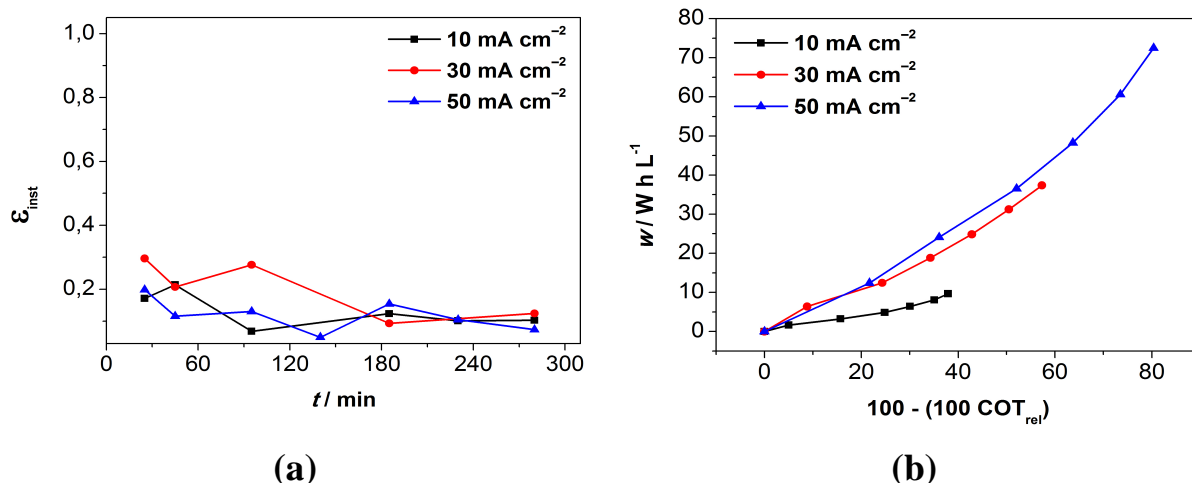 1,0
0,8
0,6
0,4
0,2
ε_inst
10 mA cm⁻²
30 mA cm⁻²
50 mA cm⁻²
0 60 120 180 240 300
t / min
(a)
80
70
60
50
40
30
20
10
0
w / W h L⁻¹
10 mA cm⁻²
30 mA cm⁻²
50 mA cm⁻²
0 20 40 60 80
100 - (100 COT_rel)
(b)